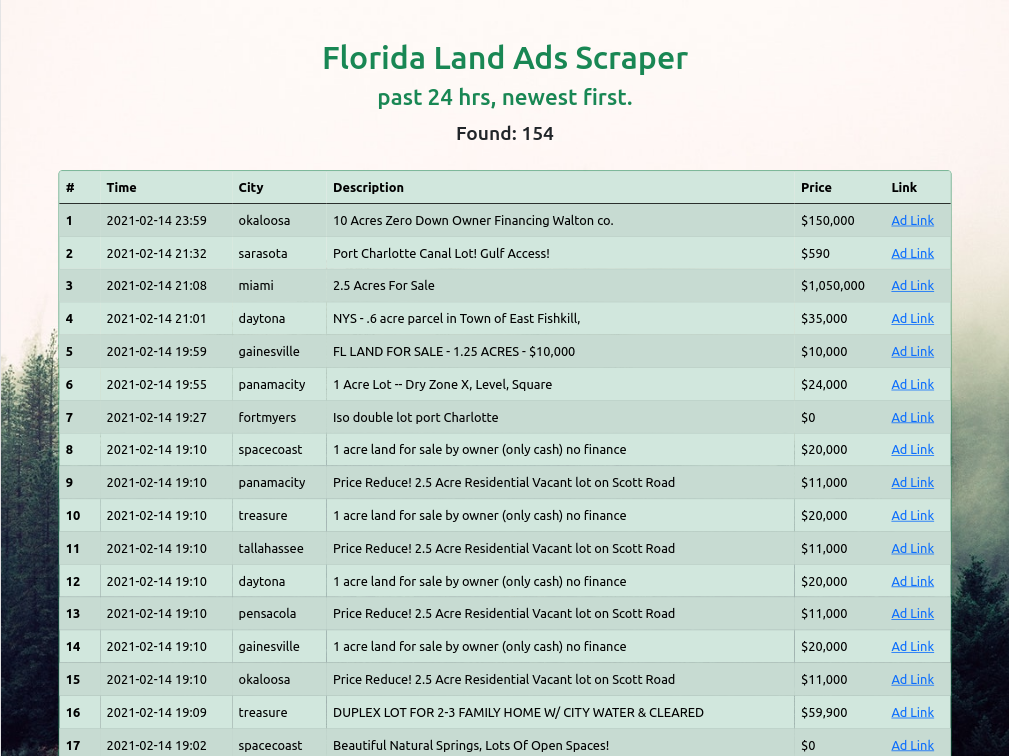 Florida Land Ads Scraper
past 24 hrs, newest first.
Found: 154
# Time City Description Price Link
1 2021-02-14 23:59 okaloosa 10 Acres Zero Down Owner Financing Walton co. $150,000 Ad Link
2 2021-02-14 21:32 sarasota Port Charlotte Canal Lot! Gulf Access! $590 Ad Link
3 2021-02-14 21:08 miami 2.5 Acres For Sale $1,050,000 Ad Link
4 2021-02-14 21:01 daytona NYS - .6 acre parcel in Town of East Fishkill, $35,000 Ad Link
5 2021-02-14 19:59 gainesville FL LAND FOR SALE - 1.25 ACRES - $10,000 $10,000 Ad Link
6 2021-02-14 19:55 panamacity 1 Acre Lot -- Dry Zone X, Level, Square $24,000 Ad Link
7 2021-02-14 19:27 fortmyers Iso double lot port Charlotte $0 Ad Link
8 2021-02-14 19:10 spacecoast 1 acre land for sale by owner (only cash) no finance $20,000 Ad Link
9 2021-02-14 19:10 panamacity Price Reduce! 2.5 Acre Residential Vacant lot on Scott Road $11,000 Ad Link
10 2021-02-14 19:10 treasure 1 acre land for sale by owner (only cash) no finance $20,000 Ad Link
11 2021-02-14 19:10 tallahassee Price Reduce! 2.5 Acre Residential Vacant lot on Scott Road $11,000 Ad Link
12 2021-02-14 19:10 daytona 1 acre land for sale by owner (only cash) no finance $20,000 Ad Link
13 2021-02-14 19:10 pensacola Price Reduce! 2.5 Acre Residential Vacant lot on Scott Road $11,000 Ad Link
14 2021-02-14 19:10 gainesville 1 acre land for sale by owner (only cash) no finance $20,000 Ad Link
15 2021-02-14 19:10 okaloosa Price Reduce! 2.5 Acre Residential Vacant lot on Scott Road $11,000 Ad Link
16 2021-02-14 19:09 treasure DUPLEX LOT FOR 2-3 FAMILY HOME W/ CITY WATER & CLEARED $59,900 Ad Link
17 2021-02-14 19:02 spacecoast Beautiful Natural Springs, Lots Of Open Spaces! $0 Ad Link